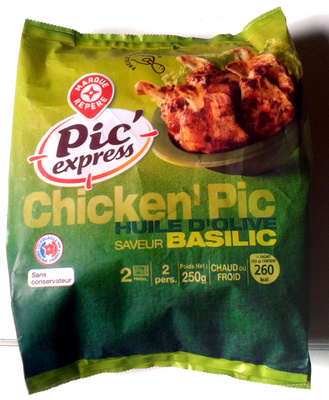 MARQUE
REPÈRE
Pic'
express
Chicken' Pic
HUILE D'OLIVE
SAVEUR BASILIC
Sans
conservateur
2
2
pers.
Poids Net :
250g
CHAUD OU
FROID
260
kcal